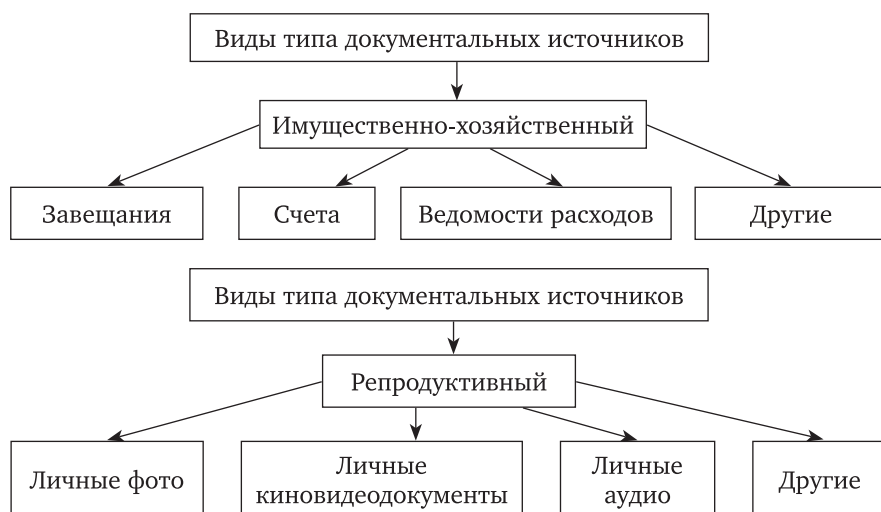 Виды типа документальных источников
Имущественно-хозяйственный
Завещания
Счета
Ведомости расходов
Другие
Виды типа документальных источников
Репродуктивный
Личные фото
Личные
киновидеодокументы
Личные
аудио
Другие